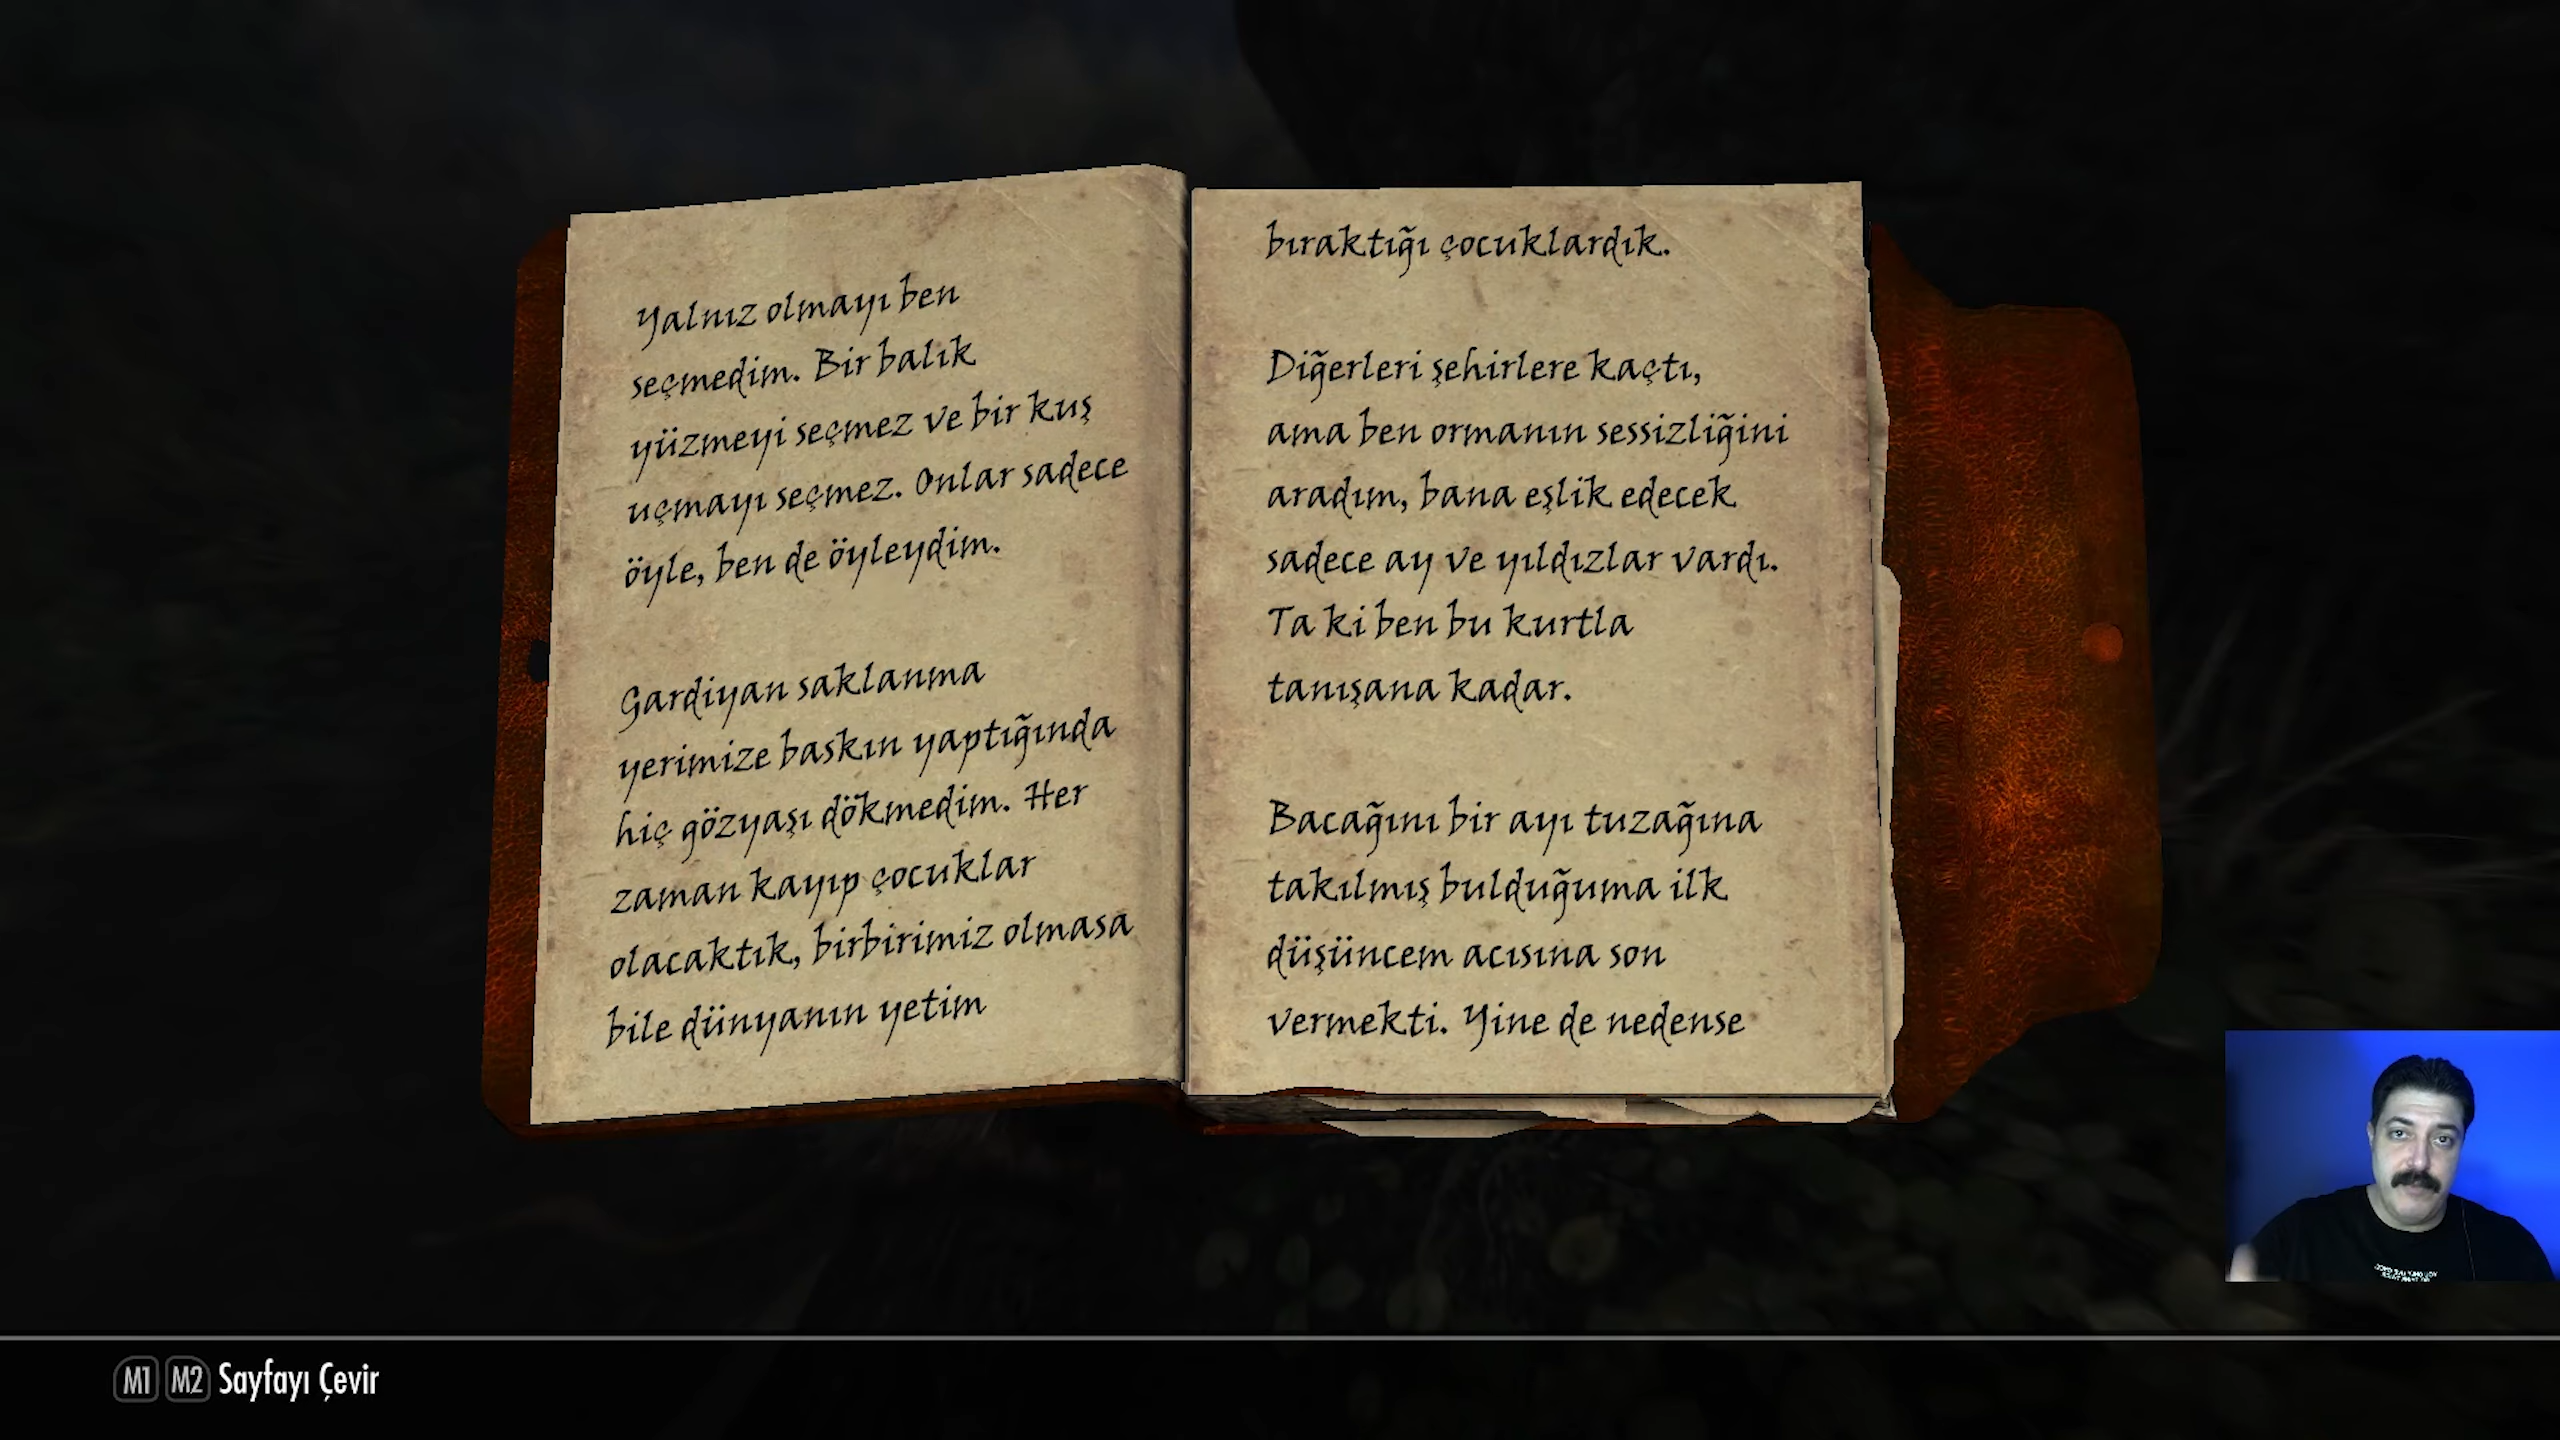 Yalnız olmayı ben
seçmedim. Bir balık
yüzmeyi seçmez ve bir kuş
uçmayı seçmez. Onlar sadece
öyle, ben de öyleydim.
Gardiyan saklanma
yerimize baskın yaptığında
hiç gözyaşı dökmedim. Her
zaman kayıp çocuklar
olacaktık, birbirimiz olmasa
bile dünyanın yetim
bıraktığı çocuklardık.
Diğerleri şehirlere kaçtı,
ama ben ormanın sessizliğini
aradım, bana eşlik edecek
sadece ay ve yıldızlar vardı.
Ta ki ben bu kurtla
tanışana kadar.
Bacağını bir ayı tuzağına
takılmış bulduğuma ilk
düşüncem acısına son
vermekti. Yine de nedense
M1 M2 Sayfayı Çevir